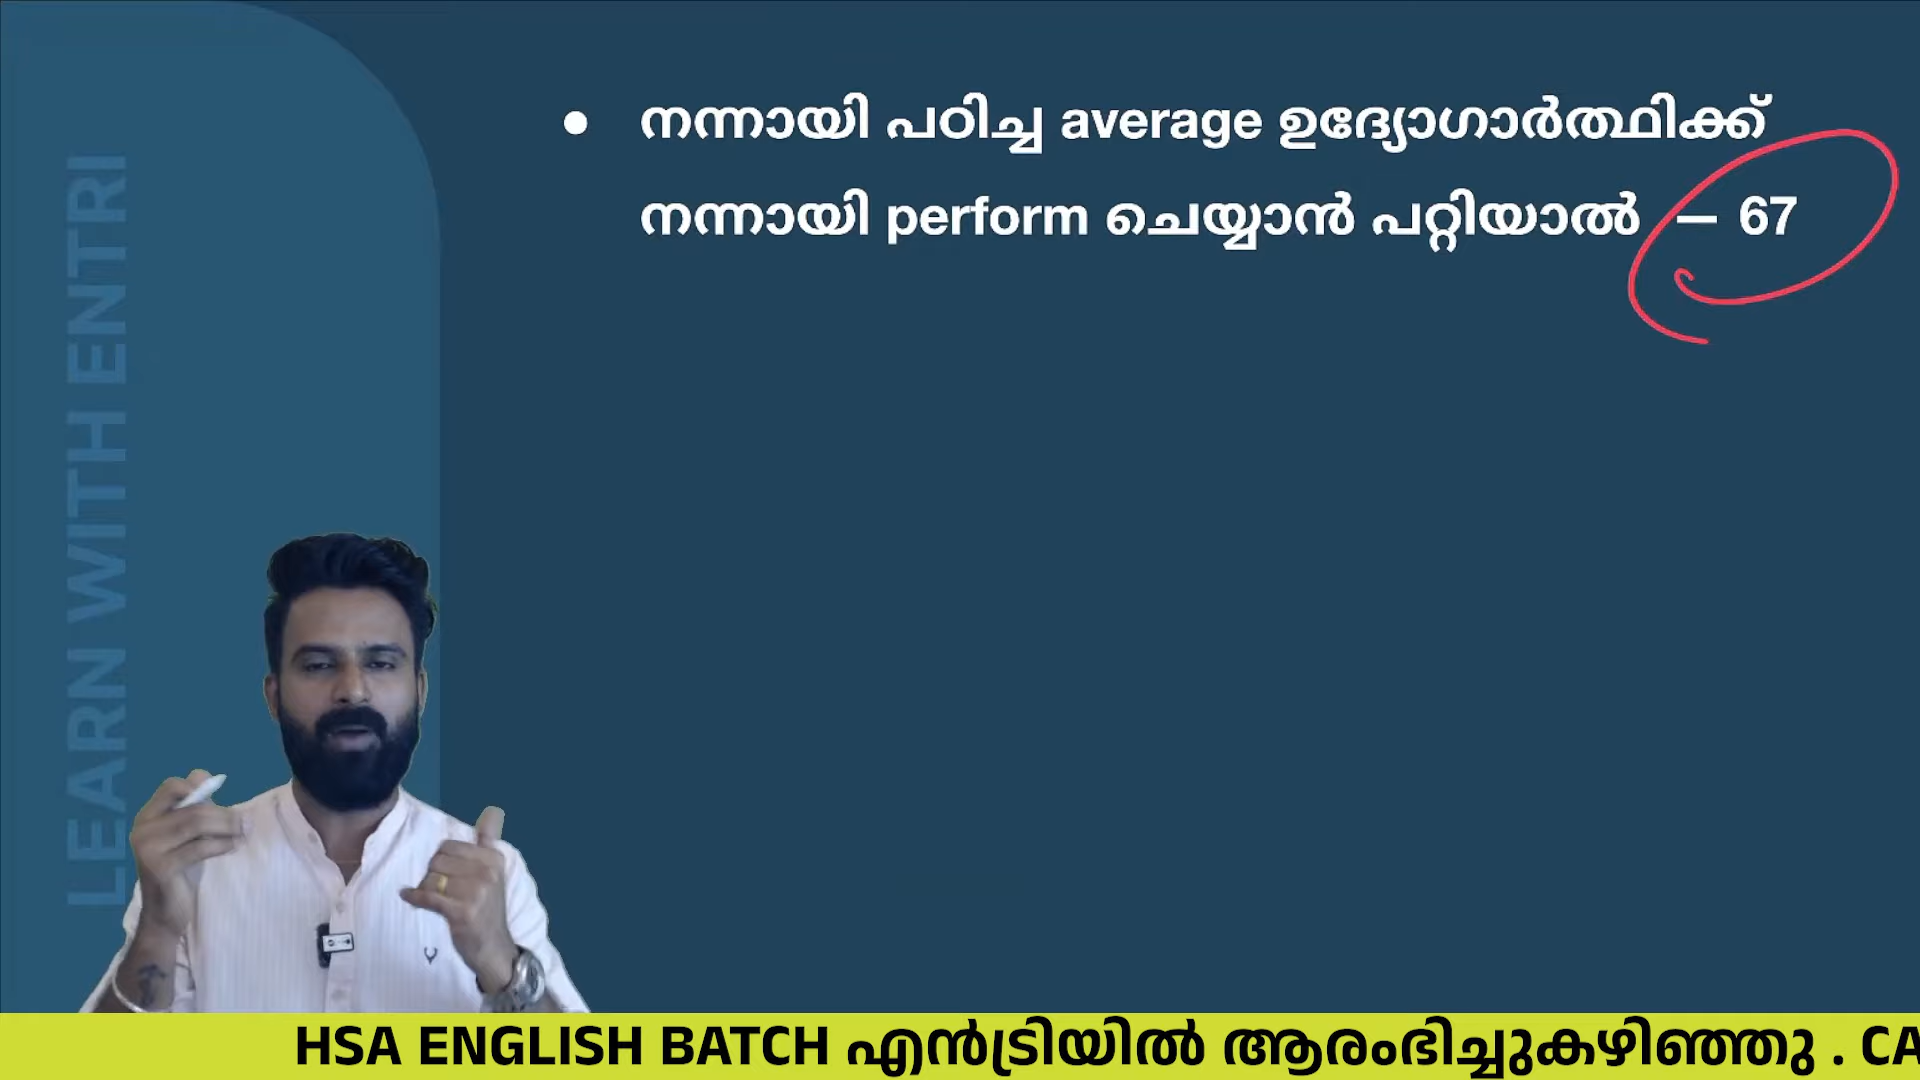 ● നന്നായി പഠിച്ച average ഉദ്യോഗാർത്ഥിക്ക്
നന്നായി perform ചെയ്യാൻ പറ്റിയാൽ – 67
LEARN WITH ENTRI
HSA ENGLISH BATCH എൻട്രിയിൽ ആരംഭിച്ചുകഴിഞ്ഞു . CA